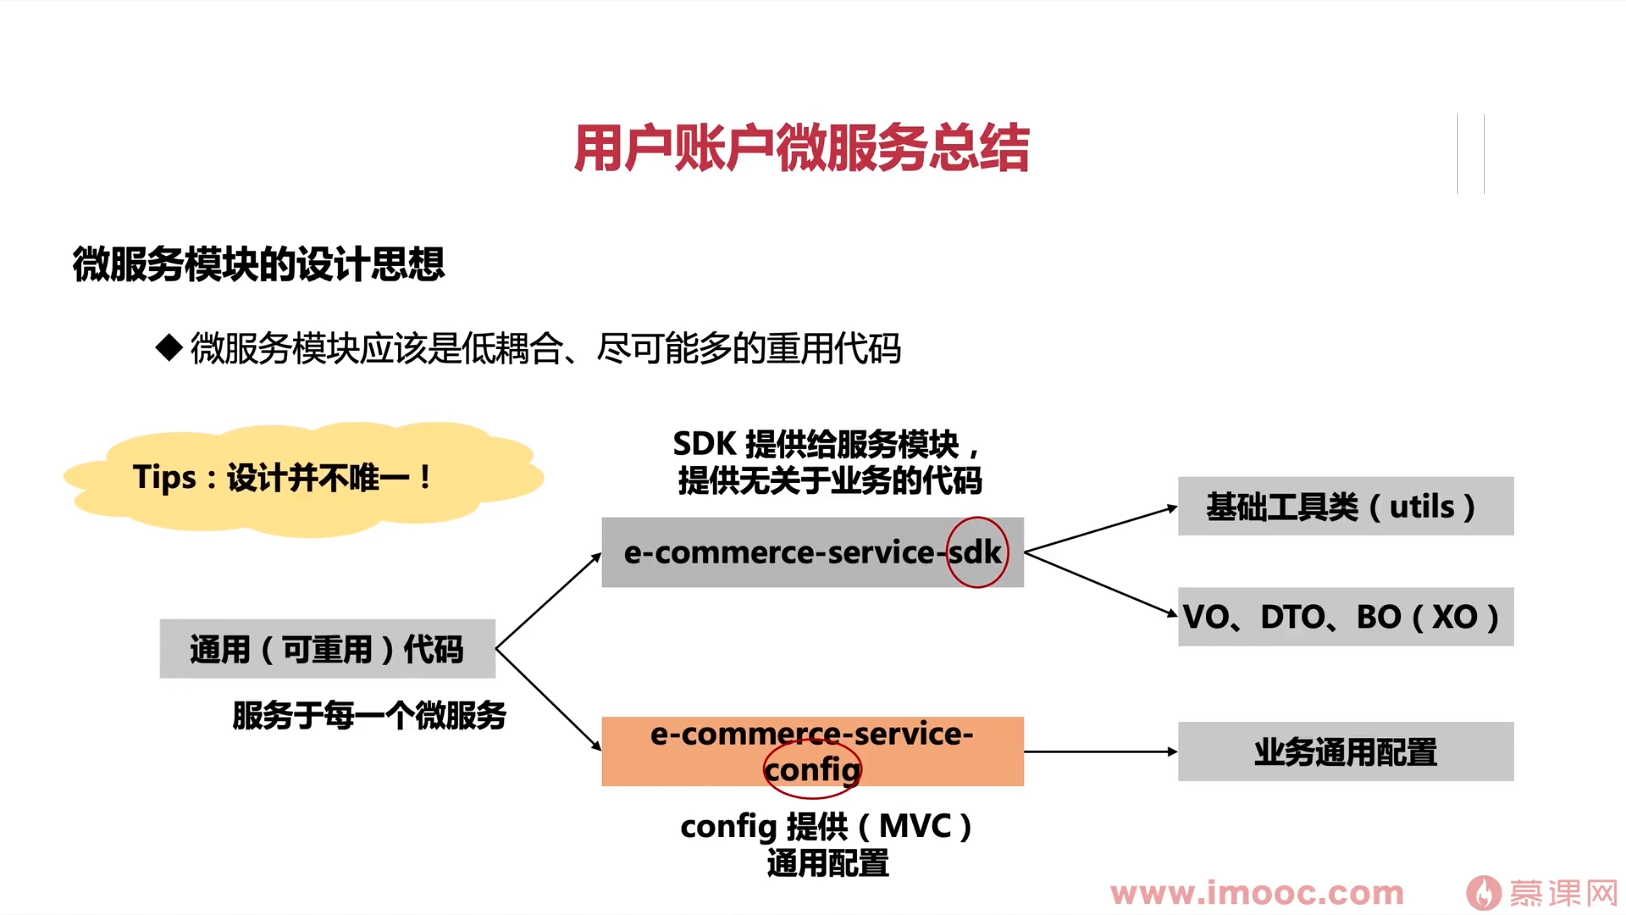 用户账户微服务总结
微服务模块的设计思想
◆ 微服务模块应该是低耦合、尽可能多的重用代码
Tips：设计并不唯一！
SDK 提供给服务模块，
提供无关于业务的代码
e-commerce-service-sdk
基础工具类（utils）
VO、DTO、BO（XO）
通用（可重用）代码
服务于每一个微服务
e-commerce-service-
config
业务通用配置
config 提供（MVC）
通用配置
www.imooc.com
慕课网